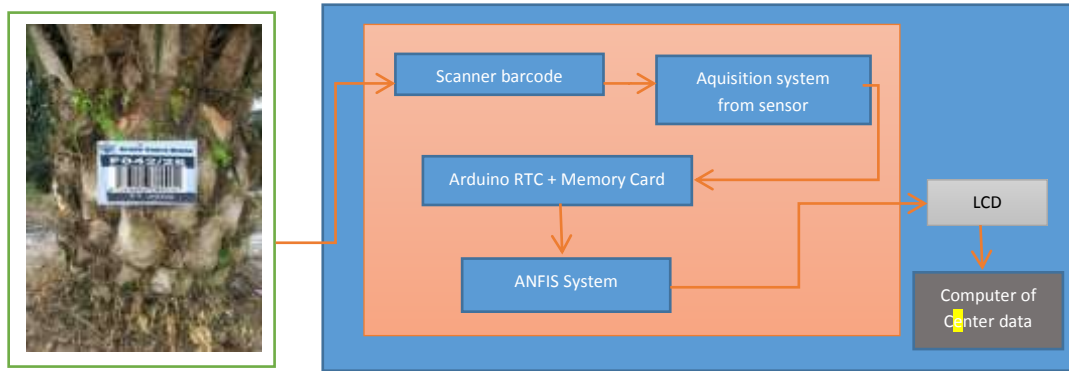 Scanner barcode
Aquisition system
from sensor
Arduino RTC + Memory Card
LCD
ANFIS System
Computer of
Center data